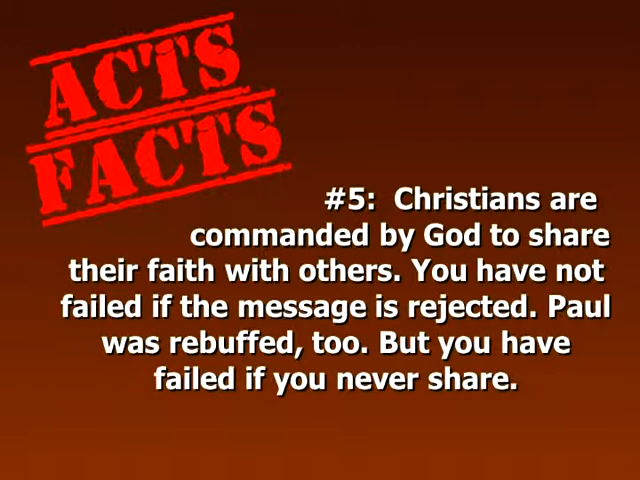 ACTS
FACTS
#5: Christians are
commanded by God to share
their faith with others. You have not
failed if the message is rejected. Paul
was rebuffed, too. But you have
failed if you never share.